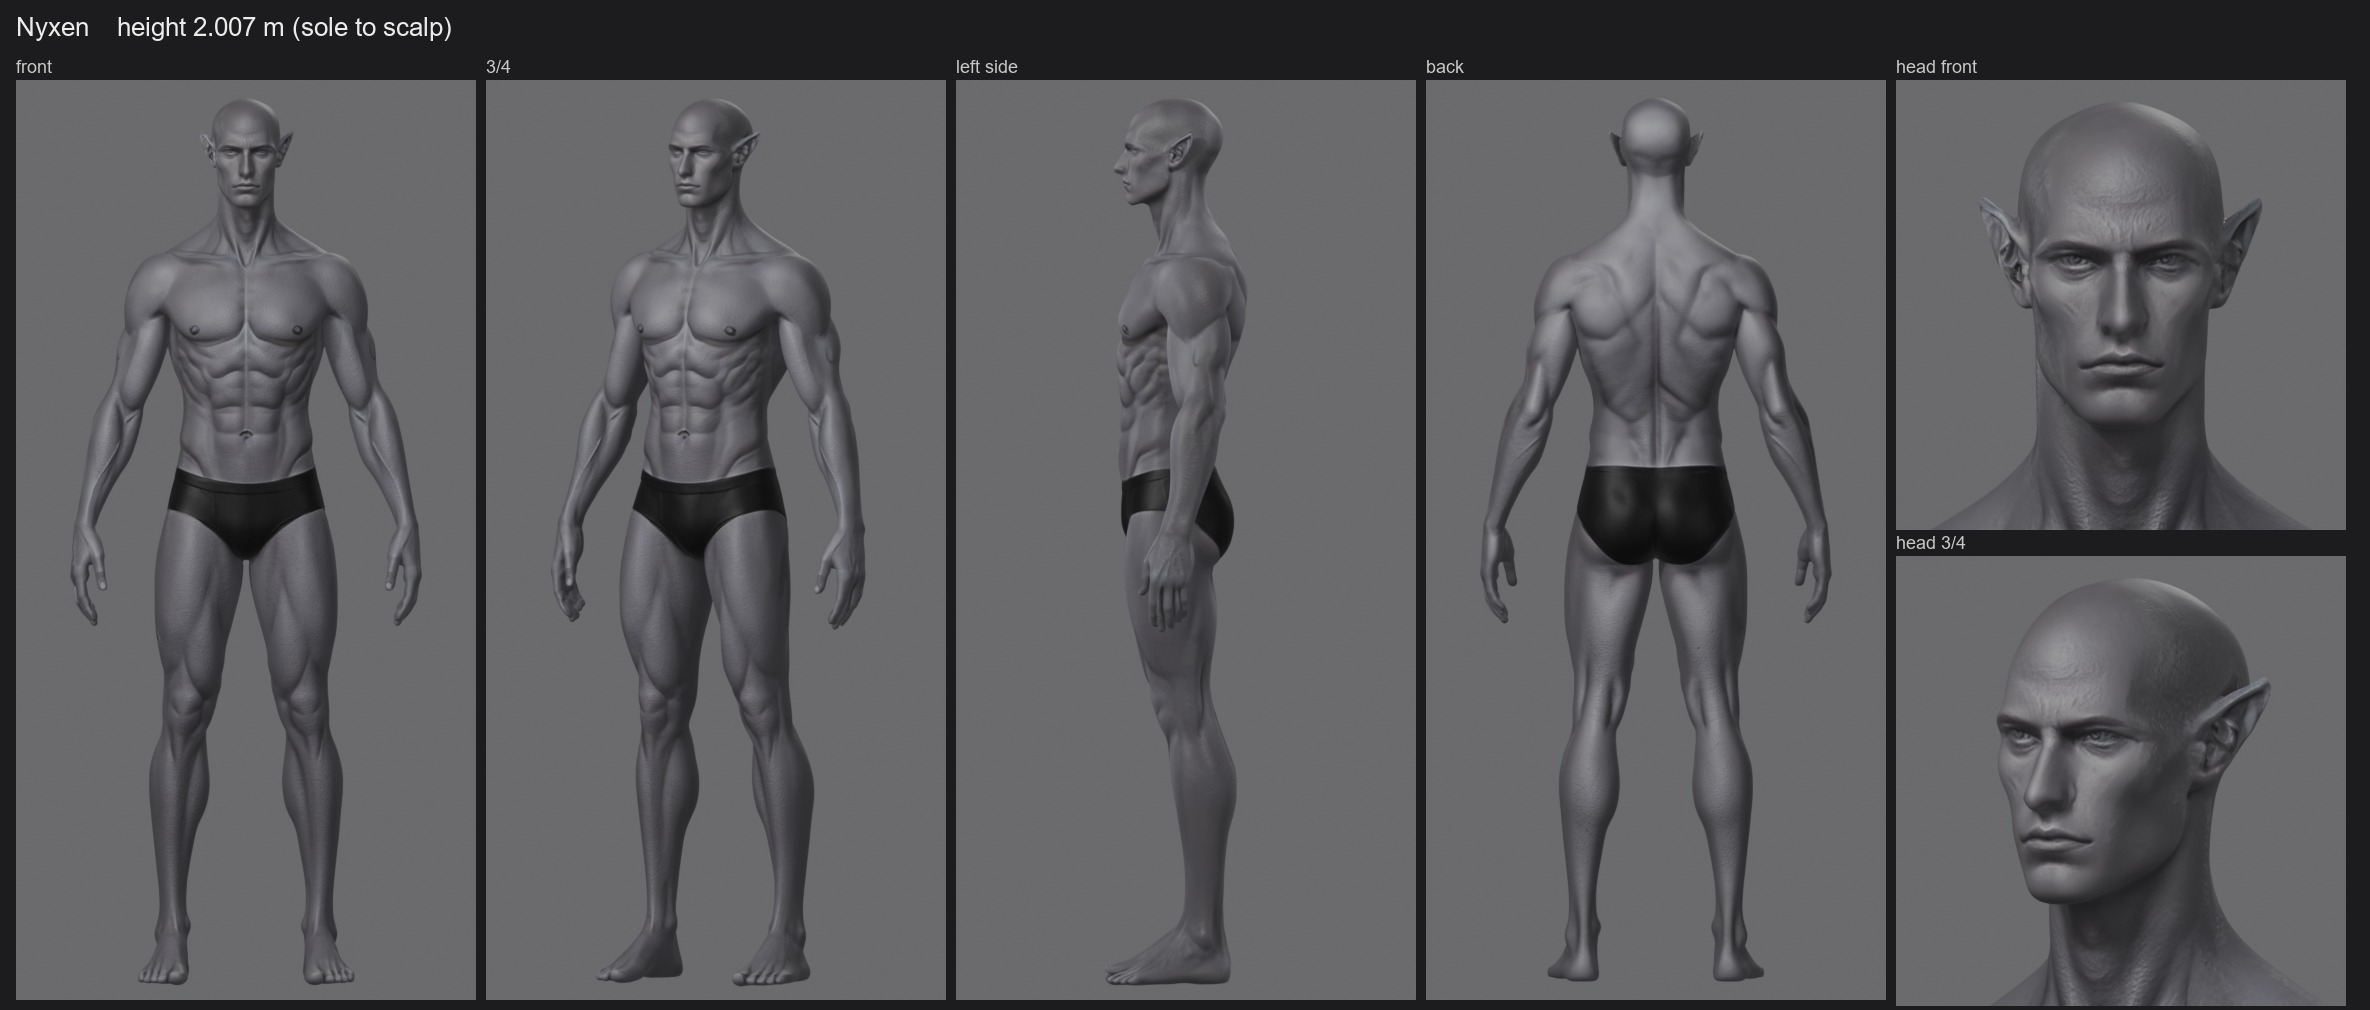 Nyxen height 2.007 m (sole to scalp)
front
3/4
left side
back
head front
head 3/4